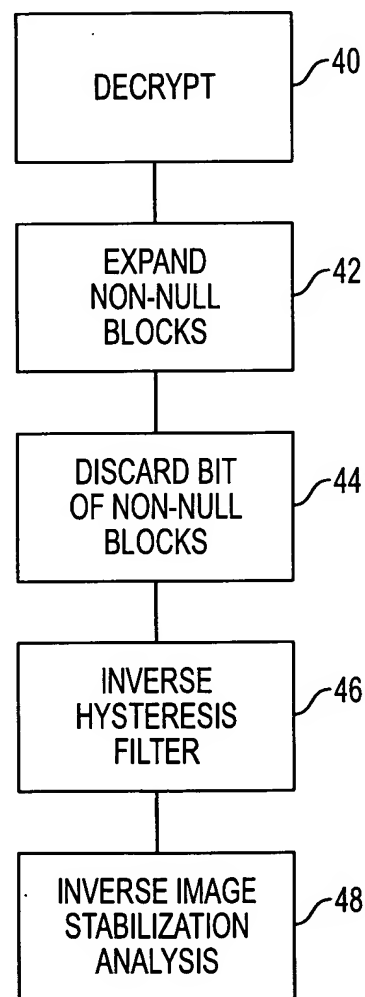 DECRYPT
40
EXPAND
NON-NULL
BLOCKS
42
DISCARD BIT
OF NON-NULL
BLOCKS
44
INVERSE
HYSTERESIS
FILTER
46
INVERSE IMAGE
STABILIZATION
ANALYSIS
48